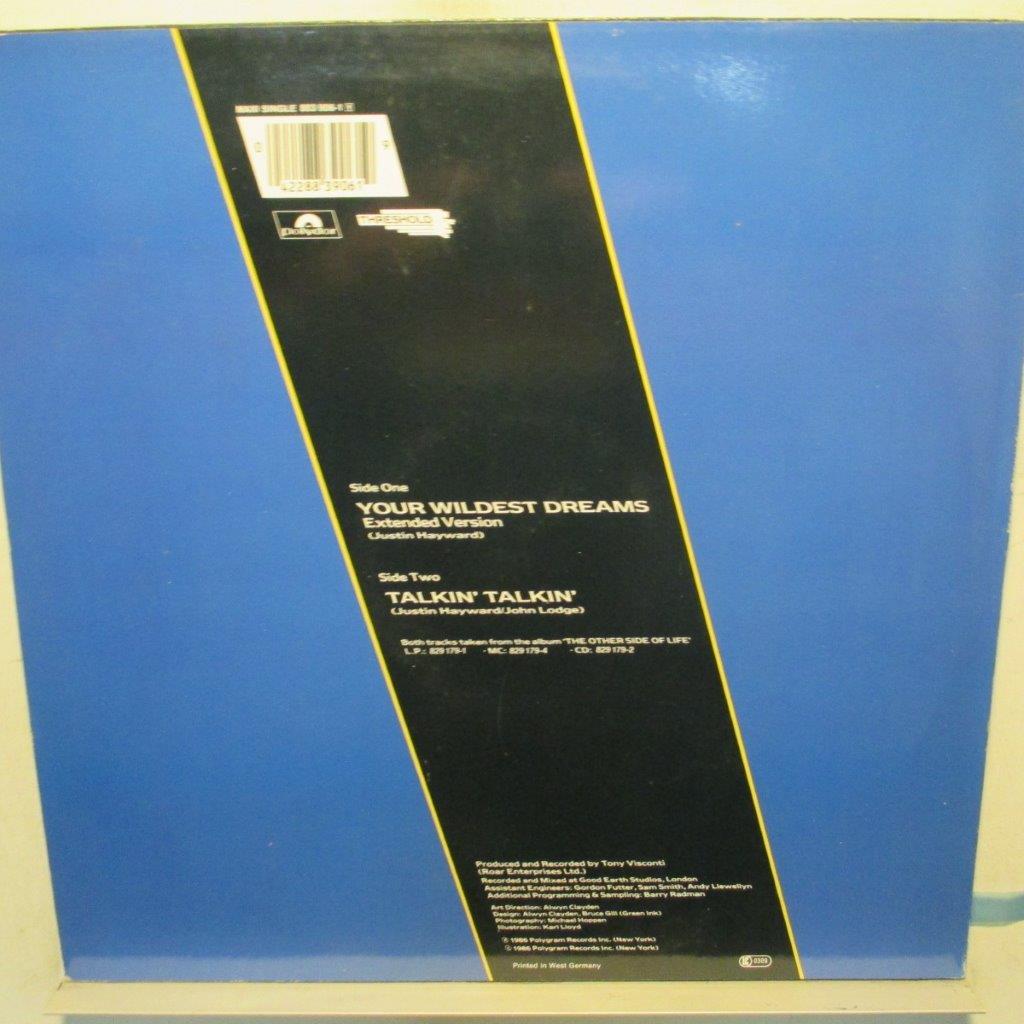 MAXI SINGLE 883 906-1
0 42288 39061 9
polydor
THRESHOLD
Side One
YOUR WILDEST DREAMS
Extended Version
(Justin Hayward)
Side Two
TALKIN' TALKIN'
(Justin Hayward/John Lodge)
Both tracks taken from the album 'THE OTHER SIDE OF LIFE'
L.P.: 829 179-1 · MC: 829 179-4 · CD: 829 179-2
Produced and Recorded by Tony Visconti
(Roar Enterprises Ltd.)
Recorded and Mixed at Good Earth Studios, London
Assistant Engineers: Gordon Futter, Sam Smith, Andy Llewellyn
Additional Programming & Sampling: Barry Radman
Art Direction: Alwyn Clayden
Design: Alwyn Clayden, Bruce Gill (Green Ink)
Photography: Michael Hoppen
Illustration: Karl Lloyd
℗ 1986 Polygram Records Inc. (New York)
© 1986 Polygram Records Inc. (New York)
Printed in West Germany
0309